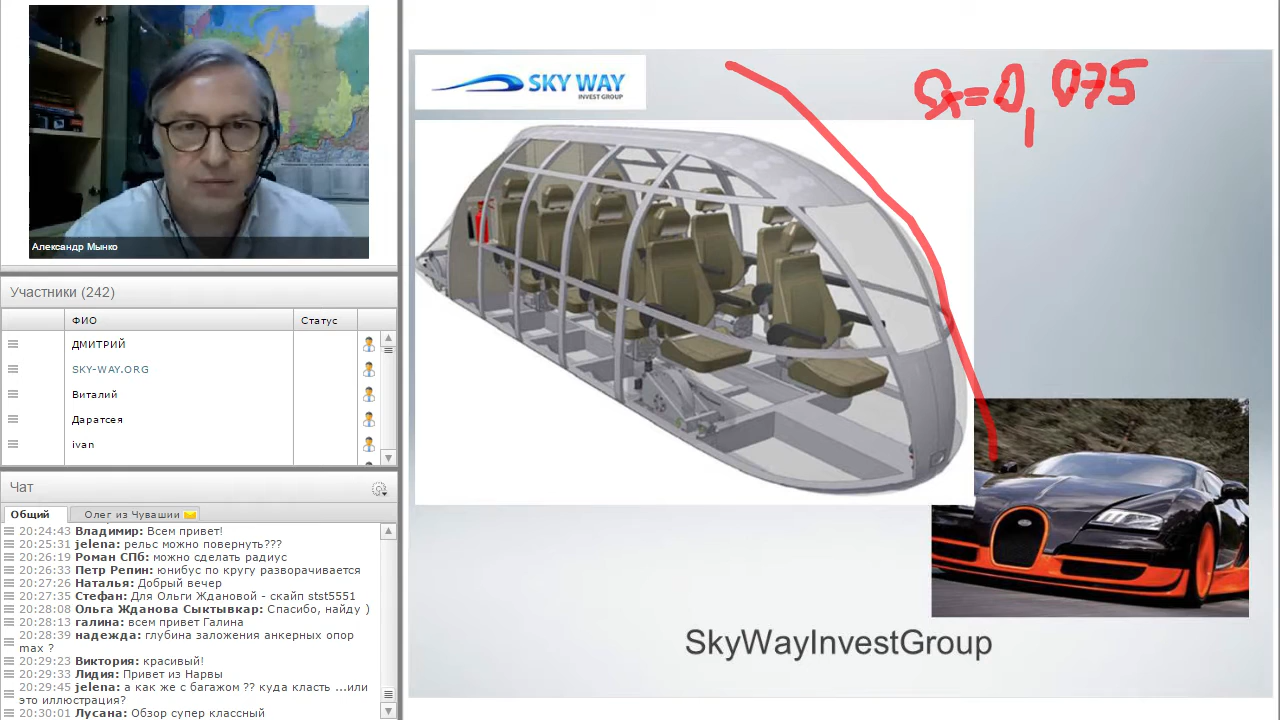 Александр Мынко
Участники (242)
ФИО
Статус
ДМИТРИЙ
SKY-WAY.ORG
Виталий
Даратсея
ivan
Чат
Общий
Олег из Чувашии
20:24:43 Владимир: Всем привет!
20:25:31 jelena: рельс можно повернуть???
20:26:19 Роман СПб: можно сделать радиус
20:26:33 Петр Репин: юнибус по кругу разворачивается
20:27:26 Наталья: Добрый вечер
20:27:35 Стефан: Для Ольги Ждановой - скайп stst5551
20:28:08 Ольга Жданова Сыктывкар: Спасибо, найду )
20:28:13 галина: всем привет Галина
20:28:39 надежда: глубина заложения анкерных опор
max ?
20:29:23 Виктория: красивый!
20:29:33 Лидия: Привет из Нарвы
20:29:45 jelena: а как же с багажом ?? куда класть ...или
это иллюстрация?
20:30:01 Лусана: Обзор супер классный
SKY WAY
INVEST GROUP
=0,075
SkyWayInvestGroup